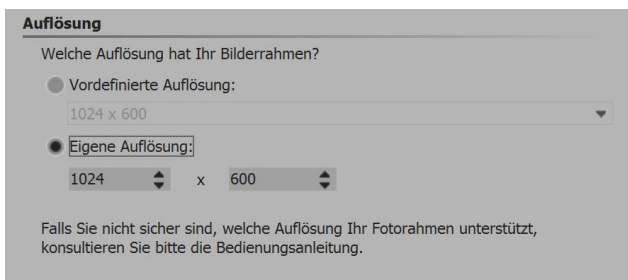 Auflösung
Welche Auflösung hat Ihr Bilderrahmen?
Vordefinierte Auflösung:
1024 x 600
Eigene Auflösung:
1024 x 600
Falls Sie nicht sicher sind, welche Auflösung Ihr Fotorahmen unterstützt,
konsultieren Sie bitte die Bedienungsanleitung.